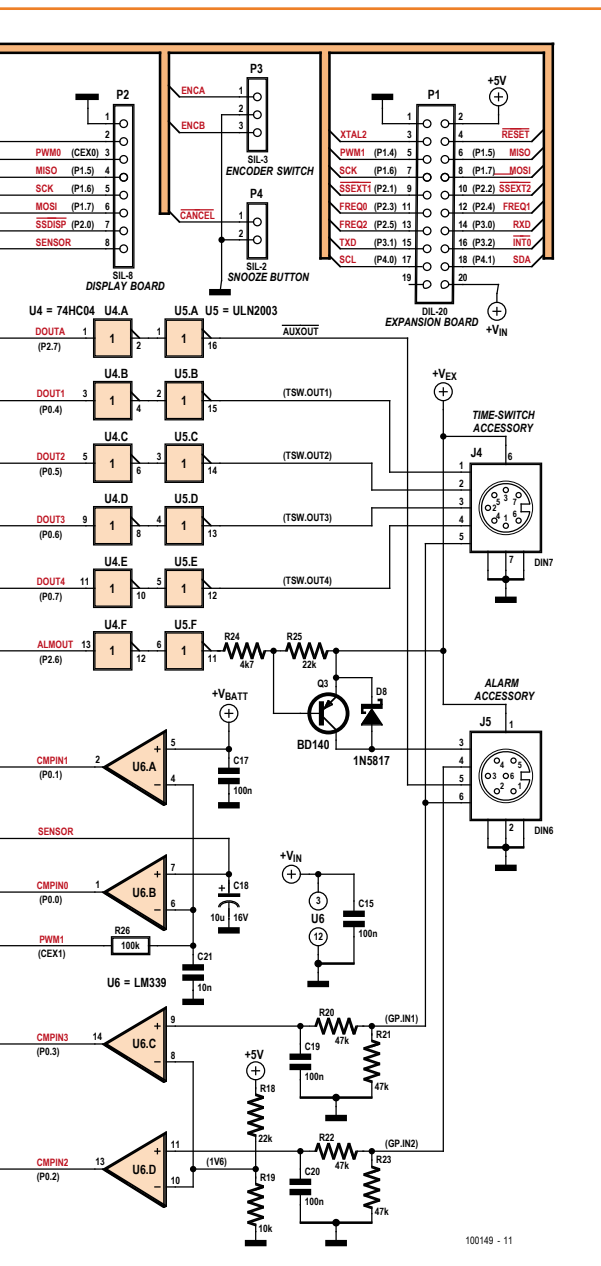 P2
1
2
PWM0 (CEX0) 3
MISO (P1.5) 4
SCK (P1.6) 5
MOSI (P1.7) 6
SSDISP (P2.0) 7
SENSOR 8
SIL-8
DISPLAY BOARD
P3
ENCA 1
2
ENCB 3
SIL-3
ENCODER SWITCH
P4
CANCEL 1
2
SIL-2
SNOOZE BUTTON
P1
+5V
1 2
XTAL2 3 4 RESET
PWM1 (P1.4) 5 6 (P1.5) MISO
SCK (P1.6) 7 8 (P1.7) MOSI
SSEXT1 (P2.1) 9 10 (P2.2) SSEXT2
FREQ0 (P2.3) 11 12 (P2.4) FREQ1
FREQ2 (P2.5) 13 14 (P3.0) RXD
TXD (P3.1) 15 16 (P3.2) INT0
SCL (P4.0) 17 18 (P4.1) SDA
19 20
DIL-20
EXPANSION BOARD
+VIN
U4 = 74HC04 U4.A U5.A U5 = ULN2003
DOUTA 1 1 2 1 1 16 AUXOUT
(P2.7)
U4.B U5.B
DOUT1 3 1 4 2 1 15 (TSW.OUT1)
(P0.4)
U4.C U5.C
DOUT2 5 1 6 3 1 14 (TSW.OUT2)
(P0.5)
U4.D U5.D
DOUT3 9 1 8 4 1 13 (TSW.OUT3)
(P0.6)
U4.E U5.E
DOUT4 11 1 10 5 1 12 (TSW.OUT4)
(P0.7)
U4.F U5.F
ALMOUT 13 1 12 6 1 11
(P2.6)
R24
4k7
R25
22k
Q3
BD140
D8
1N5817
+VEX
TIME-SWITCH
ACCESSORY
J4
6
1
2
3
4
5
5 3 7
2
4 1 6
7
DIN7
ALARM
ACCESSORY
J5
1
3
4
5
6
4 5
3 6
2 1
2
DIN6
+VBATT
CMPIN1 2 U6.A + 5 − 4
(P0.1)
C17
100n
SENSOR
CMPIN0 1 U6.B + 7 − 6
(P0.0)
+ C18
10u 16V
PWM1
(CEX1)
R26
100k
C21
10n
U6 = LM339
+VIN
3
U6
12
C15
100n
CMPIN3 14 U6.C + 9 − 8
(P0.3)
R20
47k
(GP.IN1)
R21
47k
C19
100n
+5V
R18
22k
CMPIN2 13 U6.D + 11 − 10
(P0.2)
(1V6)
R19
10k
R22
47k
(GP.IN2)
R23
47k
C20
100n
100149 - 11